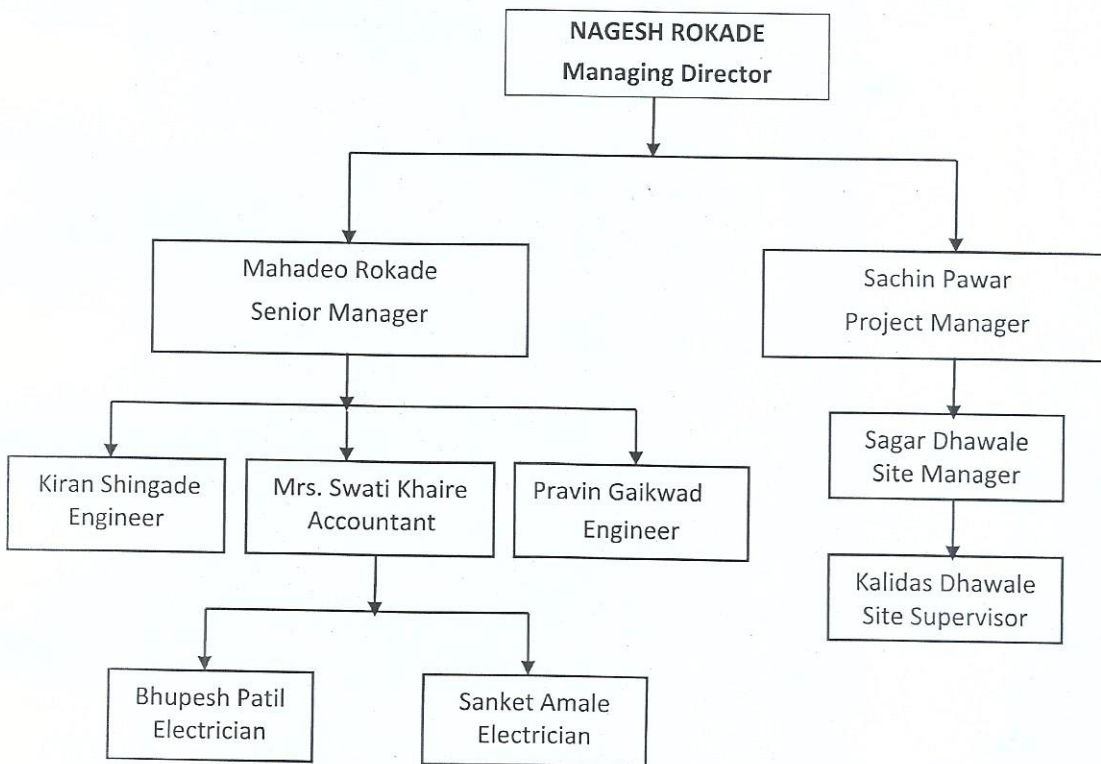 NAGESH ROKADE
Managing Director
Mahadeo Rokade
Senior Manager
Sachin Pawar
Project Manager
Kiran Shingade
Engineer
Mrs. Swati Khaire
Accountant
Pravin Gaikwad
Engineer
Sagar Dhawale
Site Manager
Kalidas Dhawale
Site Supervisor
Bhupesh Patil
Electrician
Sanket Amale
Electrician